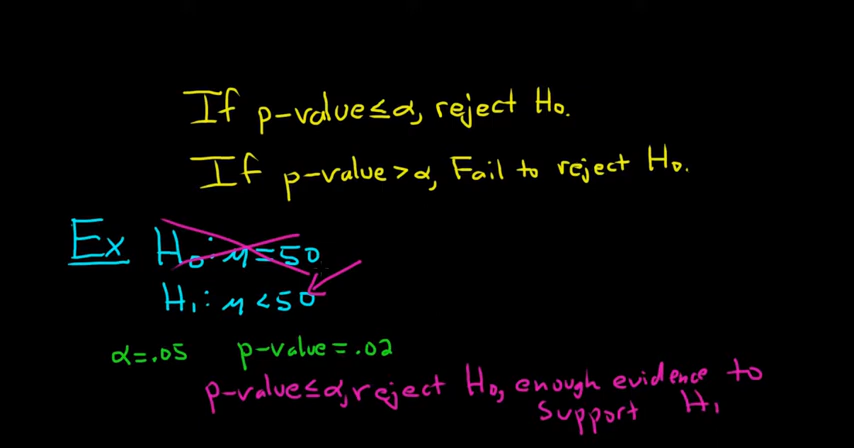 If p-value ≤ α, reject H₀.
If p-value > α, Fail to reject H₀.
Ex H₀: μ = 50
H₁: μ < 50
α = .05 p-value = .02
p-value ≤ α, reject H₀, enough evidence to
support H₁